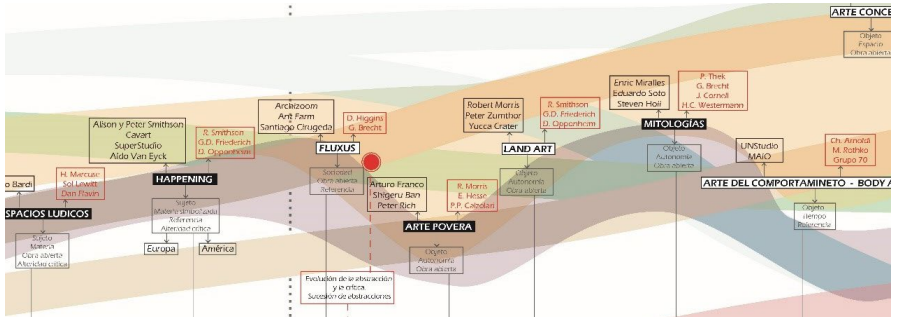 ARTE CONCE
Objeto
Espacio
Obra abierta
o Bardi
H. Mercuac
Sol Lewitt
Dan Flavin
SPACIOS LUDICOS
Sujeto
Materia
Obra abierta
Alteridad crítica
Alison y Peter Smithson
Cavart
SuperStudio
Aldo Van Eyck
R. Smithson
G.D. Friederich
D. Oppenheim
HAPPENING
Sujeto
Materia simbolizada
Referencia
Alteridad crítica
Europa
América
Archizoom
Ant Farm
Santiago Cirugeda
D. Higgins
G. Brecht
FLUXUS
Sociedad
Obra abierta
Referencia
Evolución de la abstracción
y la crítica.
Sucesión de abstracciones
Arturo Franco
Shigeru Ban
Peter Rich
R. Morris
E. Hesse
P.P. Calzolari
ARTE POVERA
Objeto
Autonomía
Obra abierta
Robert Morris
Peter Zumthor
Yucca Crater
R. Smithson
G.D. Friederich
D. Oppenheim
LAND ART
Objeto
Autonomía
Obra abierta
Enric Miralles
Eduardo Soto
Steven Holl
P. Thek
G. Brecht
J. Cornell
H.C. Westermann
MITOLOGÍAS
Objeto
Autonomía
Obra abierta
UNStudio
MAIO
Ch. Arnoldi
M. Rothko
Grupo 70
ARTE DEL COMPORTAMINETO - BODY A
Objeto
Tiempo
Referencia